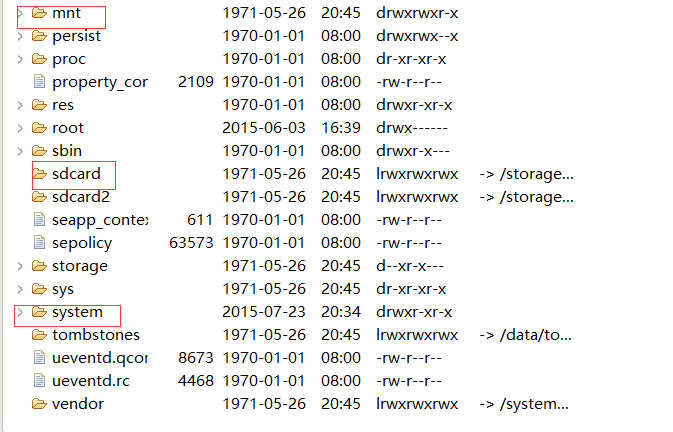 mnt 1971-05-26 20:45 drwxrwxr-x
persist 1970-01-01 08:00 drwxrwx--x
proc 1970-01-01 08:00 dr-xr-xr-x
property_cor 2109 1970-01-01 08:00 -rw-r--r--
res 1970-01-01 08:00 drwxr-xr-x
root 2015-06-03 16:39 drwx------
sbin 1970-01-01 08:00 drwxr-x---
sdcard 1971-05-26 20:45 lrwxrwxrwx -> /storage...
sdcard2 1971-05-26 20:45 lrwxrwxrwx -> /storage...
seapp_conte> 611 1970-01-01 08:00 -rw-r--r--
sepolicy 63573 1970-01-01 08:00 -rw-r--r--
storage 1971-05-26 20:45 d--xr-x---
sys 1971-05-26 20:45 dr-xr-xr-x
system 2015-07-23 20:34 drwxr-xr-x
tombstones 1971-05-26 20:45 lrwxrwxrwx -> /data/to...
ueventd.qcor 8673 1970-01-01 08:00 -rw-r--r--
ueventd.rc 4468 1970-01-01 08:00 -rw-r--r--
vendor 1971-05-26 20:45 lrwxrwxrwx -> /system...